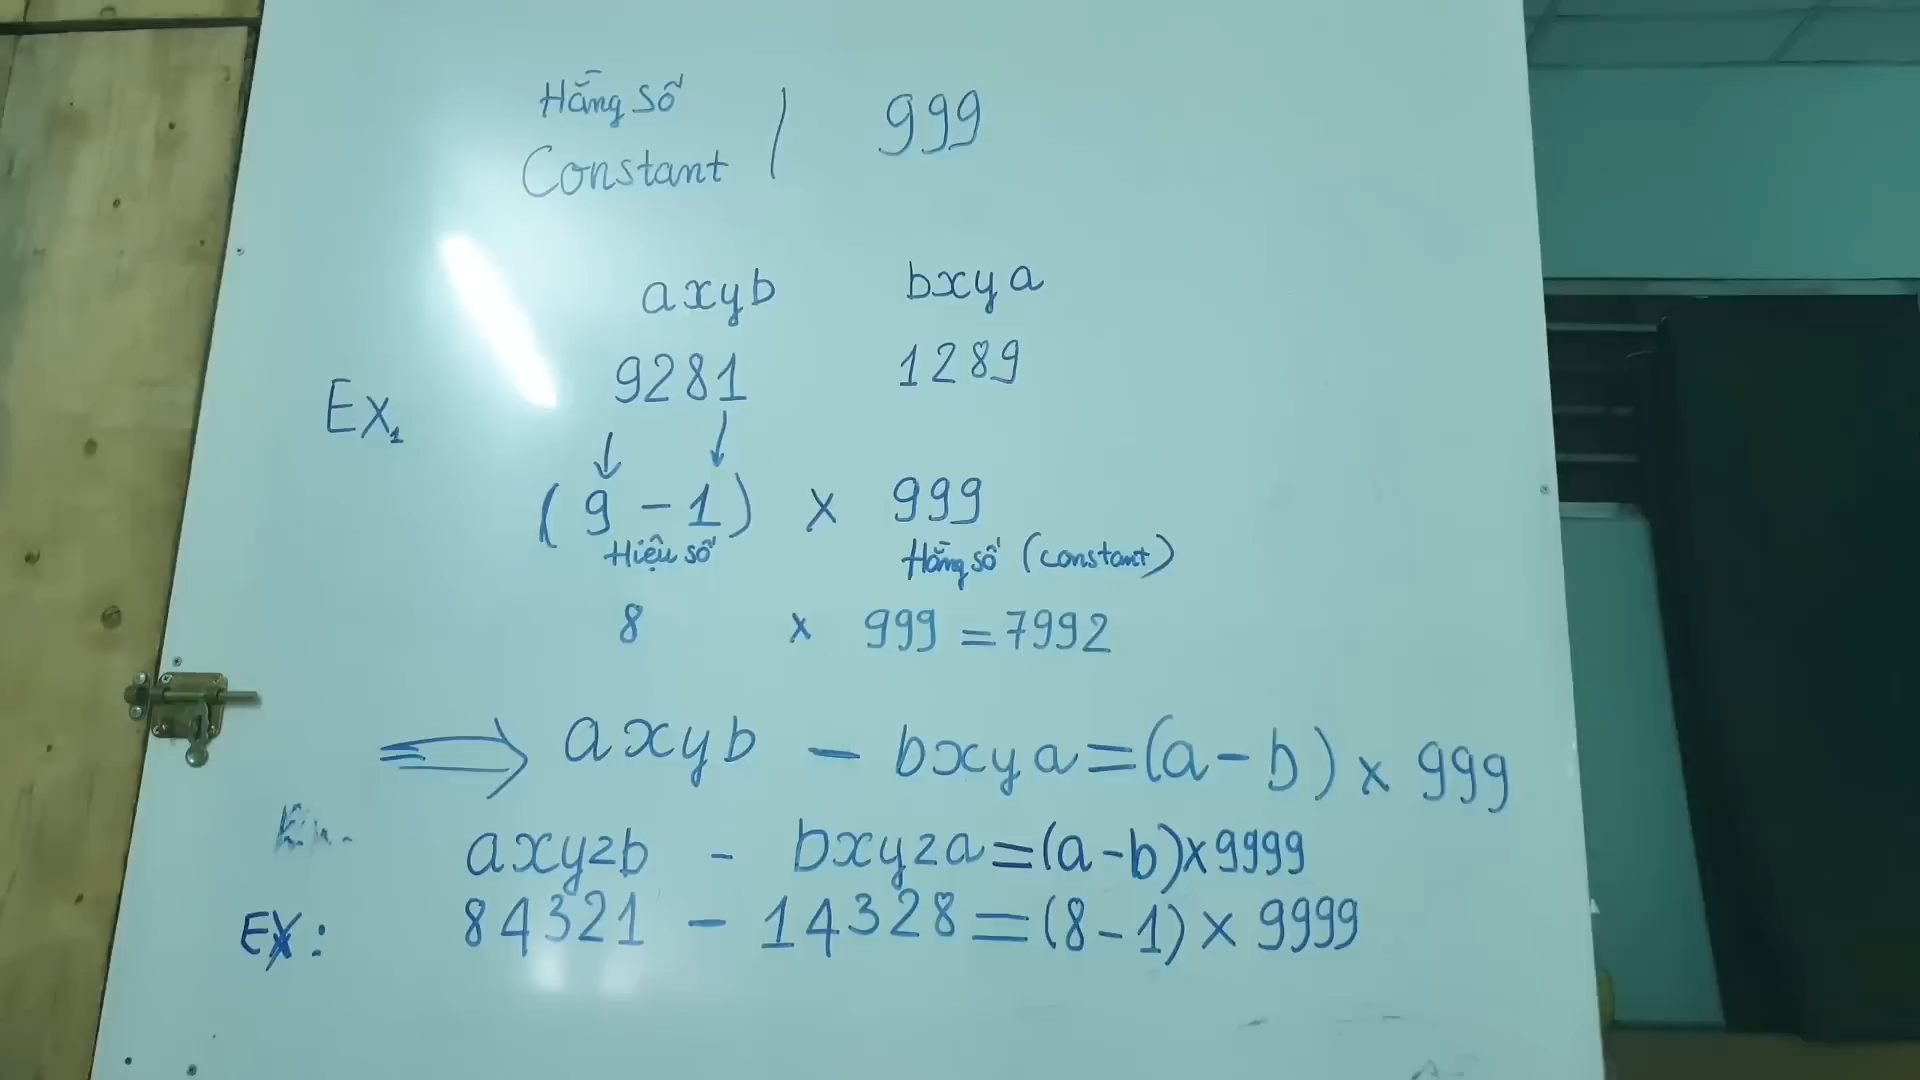 Hằng số
Constant | 999
axyb bxya
9281 1289
Ex1
(9 - 1) x 999
Hiệu số Hằng số (constant)
8 x 999 = 7992
⟹ axyb - bxya = (a - b) x 999
axyzb - bxyza = (a - b) x 9999
EX: 84321 - 14328 = (8 - 1) x 9999